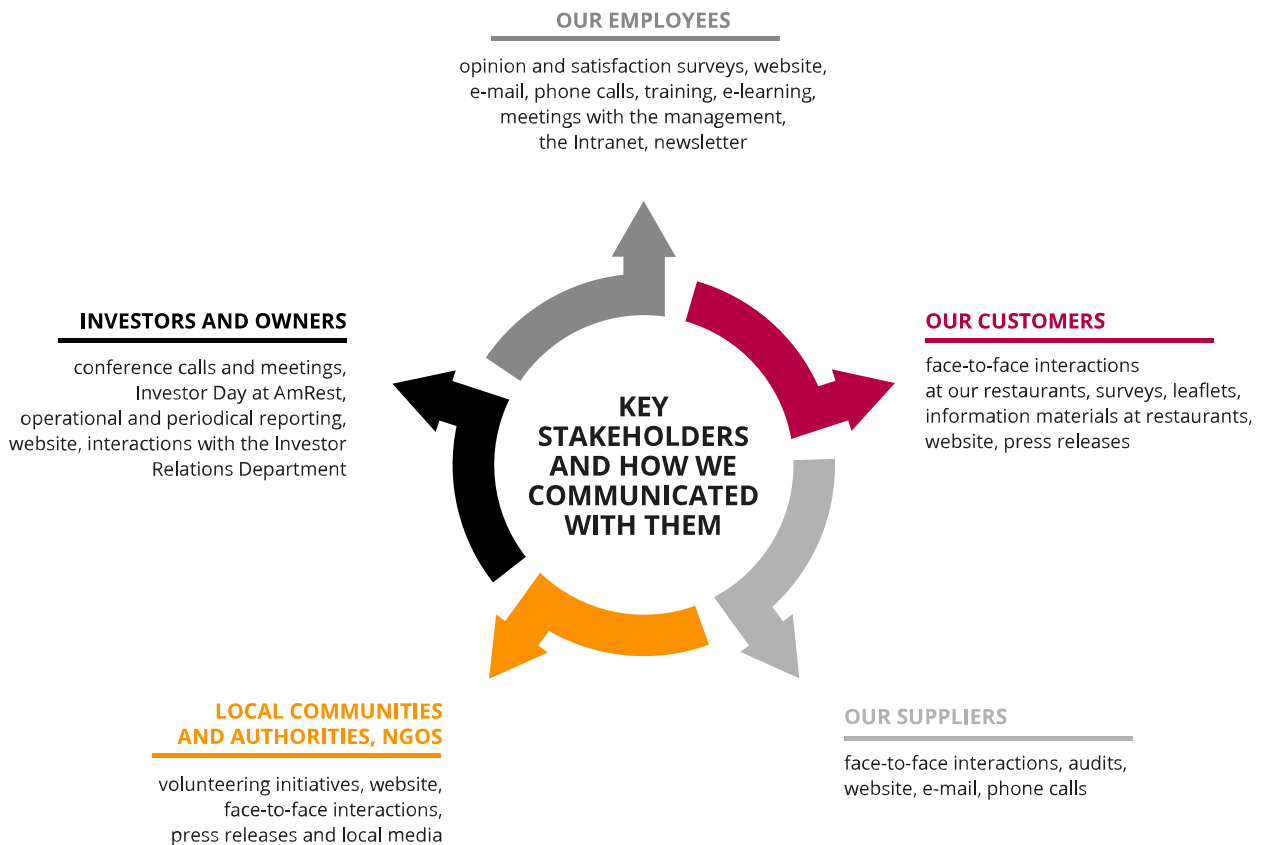 OUR EMPLOYEES
opinion and satisfaction surveys, website,
e-mail, phone calls, training, e-learning,
meetings with the management,
the Intranet, newsletter
INVESTORS AND OWNERS
conference calls and meetings,
Investor Day at AmRest,
operational and periodical reporting,
website, interactions with the Investor
Relations Department
KEY
STAKEHOLDERS
AND HOW WE
COMMUNICATED
WITH THEM
OUR CUSTOMERS
face-to-face interactions
at our restaurants, surveys, leaflets,
information materials at restaurants,
website, press releases
LOCAL COMMUNITIES
AND AUTHORITIES, NGOS
volunteering initiatives, website,
face-to-face interactions,
press releases and local media
OUR SUPPLIERS
face-to-face interactions, audits,
website, e-mail, phone calls